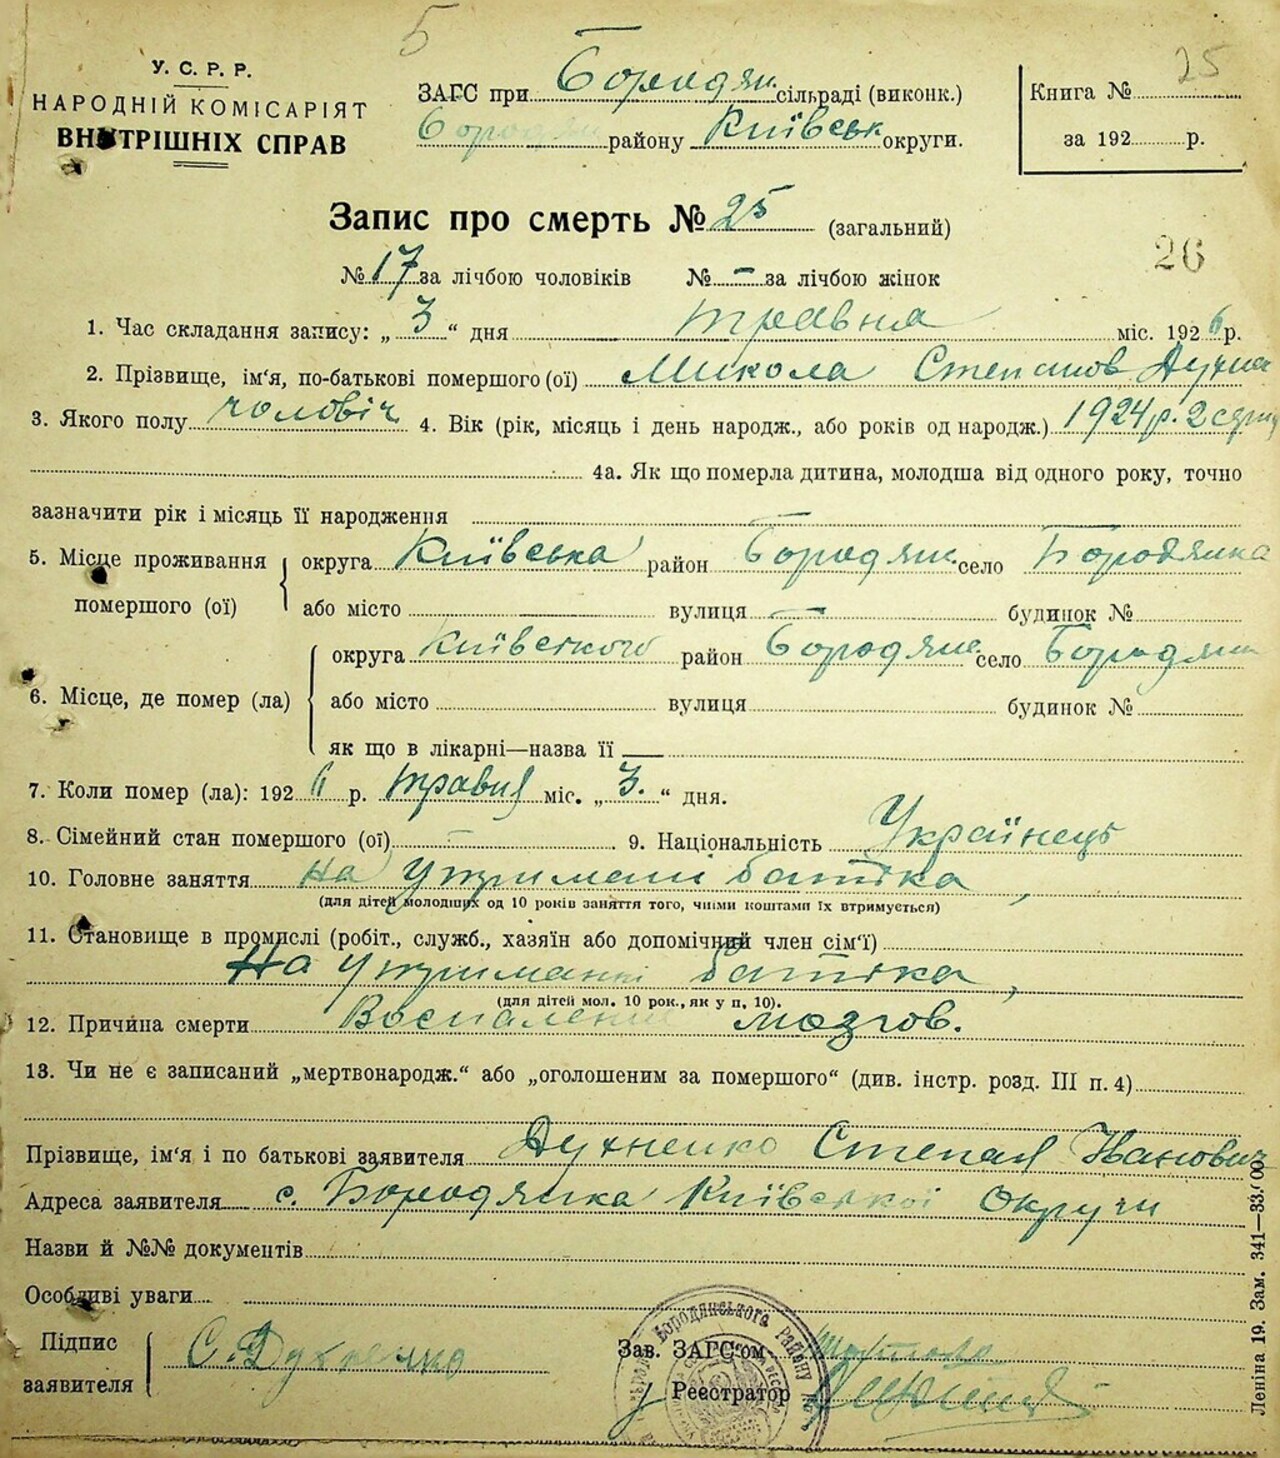 5
У. С. Р. Р.
НАРОДНІЙ КОМІСАРІЯТ
ВНУТРІШНІХ СПРАВ
ЗАГС при Бородян. сільраді (виконк.)
Бородян району Київськ округи.
Книга № 25
за 192 р.
Запис про смерть № 25 (загальний)
26
№ 17 за лічбою чоловіків № - за лічбою жінок
1. Час складання запису: „ 3 “ дня травня міс. 1926 р.
2. Прізвище, ім'я, по-батькові помершого (ої) Микола Степанов
3. Якого полу чоловіч 4. Вік (рік, місяць і день народж., або років од народж.) 1924 р. 2
4а. Як що померла дитина, молодша від одного року, точно
зазначити рік і місяць її народження
5. Місце проживання помершого (ої) округа Київська район Бородян. село Бородянка
або місто вулиця — будинок №
6. Місце, де помер (ла) округа Київського район Бородянс село Бородянка
або місто вулиця будинок №
як що в лікарні—назва її —
7. Коли помер (ла): 1926 р. травня міс. „ 3. “ дня.
8. Сімейний стан помершого (ої) — 9. Національність Українець
10. Головне заняття на утримані батька,
(для дітей молодших од 10 років заняття того, чиїми коштами їх втримується)
11. Становище в промислі (робіт., служб., хазяїн або допомічний член сім'ї)
На утриманні батька,
(для дітей мол. 10 рок., як у п. 10).
12. Причина смерти Воспаление мозгов.
13. Чи не є записаний „мертвонародж.“ або „оголошеним за помершого“ (див. інстр. розд. III п. 4)
Прізвище, ім'я і по батькові заявителя Духненко Степан Іванович
Адреса заявителя с. Бородянка Київської Округи
Назви й №№ документів
Особливі уваги
Підпис заявителя С. Духненко
Зав. ЗАГС'ом
Реєстратор
Бородянського Району
Леніна 19. Зам. 341—33.000